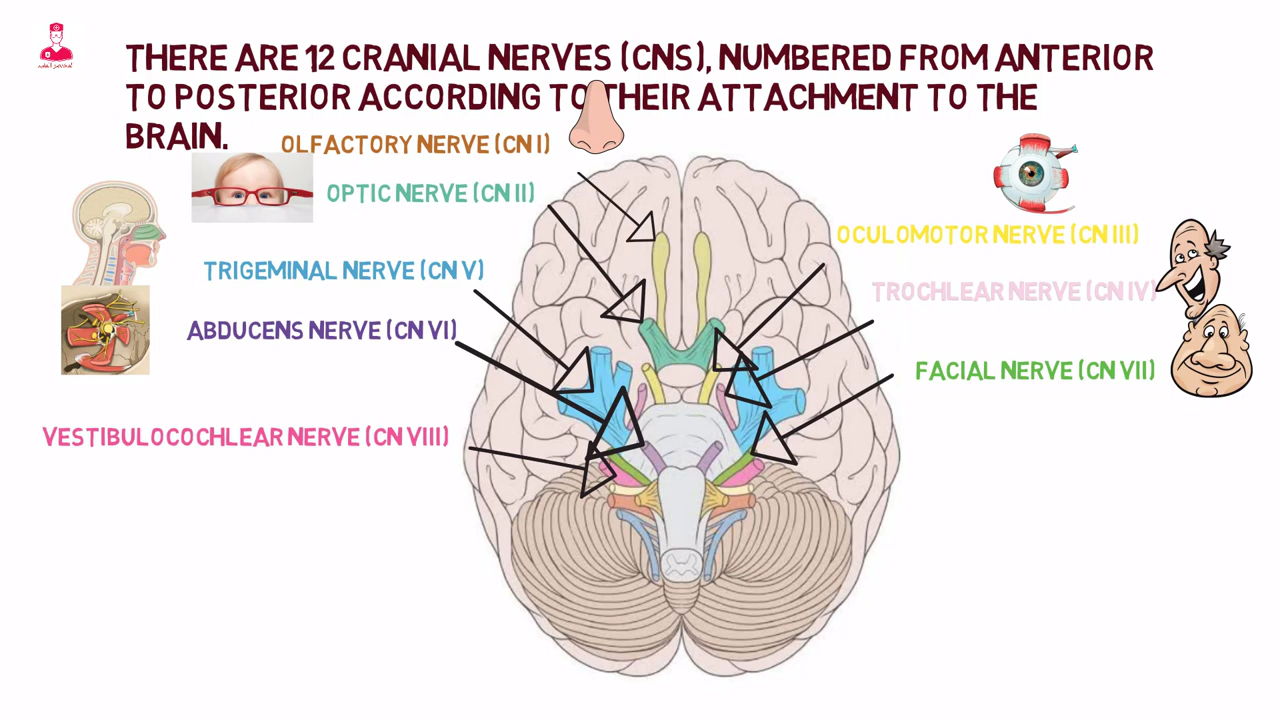 THERE ARE 12 CRANIAL NERVES (CNS), NUMBERED FROM ANTERIOR
TO POSTERIOR ACCORDING TO THEIR ATTACHMENT TO THE
BRAIN.
OLFACTORY NERVE (CN I)
OPTIC NERVE (CN II)
OCULOMOTOR NERVE (CN III)
TRIGEMINAL NERVE (CN V)
TROCHLEAR NERVE (CN IV)
ABDUCENS NERVE (CN VI)
FACIAL NERVE (CN VII)
VESTIBULOCOCHLEAR NERVE (CN VIII)